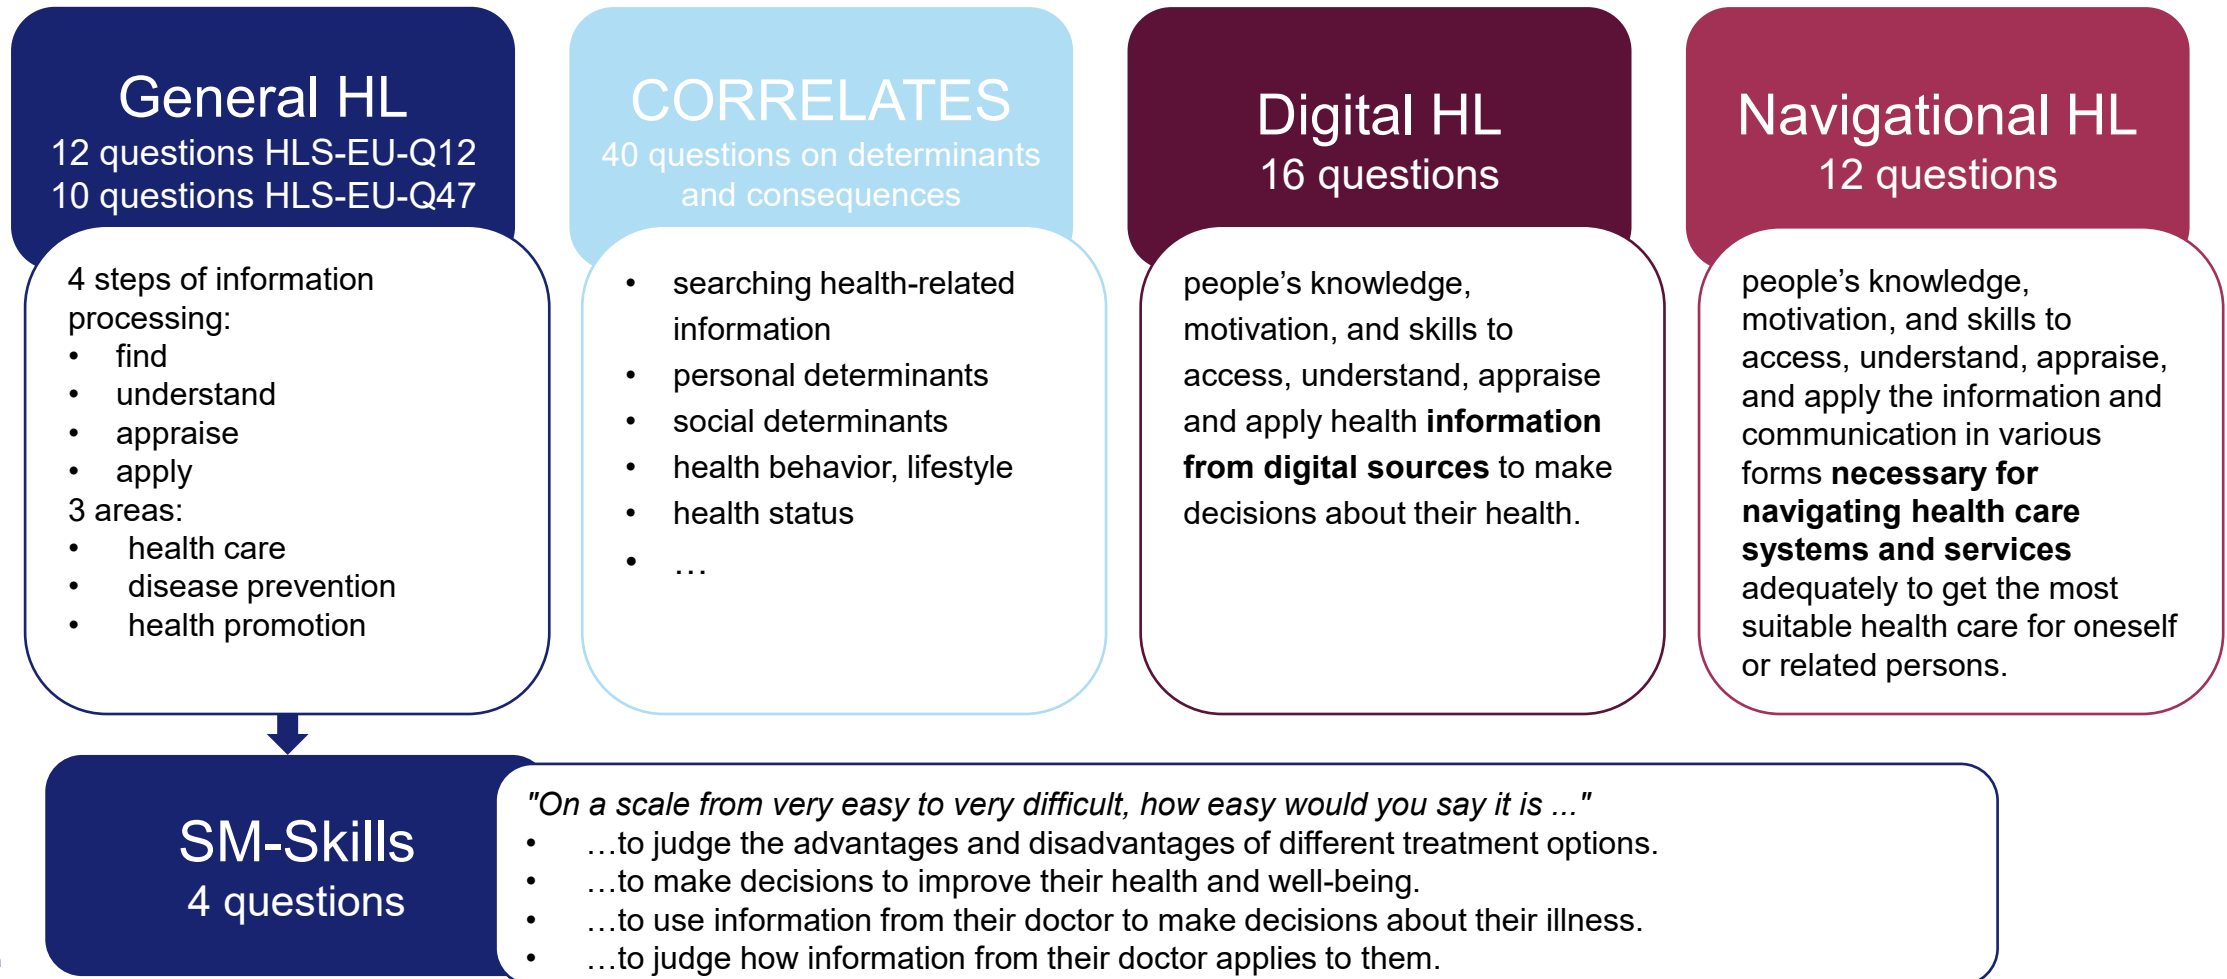 General HL
12 questions HLS-EU-Q12
10 questions HLS-EU-Q47
4 steps of information
processing:
• find
• understand
• appraise
• apply
3 areas:
• health care
• disease prevention
• health promotion
CORRELATES
40 questions on determinants
and consequences
• searching health-related
information
• personal determinants
• social determinants
• health behavior, lifestyle
• health status
• …
Digital HL
16 questions
people’s knowledge,
motivation, and skills to
access, understand, appraise
and apply health information
from digital sources to make
decisions about their health.
Navigational HL
12 questions
people’s knowledge,
motivation, and skills to
access, understand, appraise,
and apply the information and
communication in various
forms necessary for
navigating health care
systems and services
adequately to get the most
suitable health care for oneself
or related persons.
SM-Skills
4 questions
"On a scale from very easy to very difficult, how easy would you say it is ..."
• …to judge the advantages and disadvantages of different treatment options.
• …to make decisions to improve their health and well-being.
• …to use information from their doctor to make decisions about their illness.
• …to judge how information from their doctor applies to them.